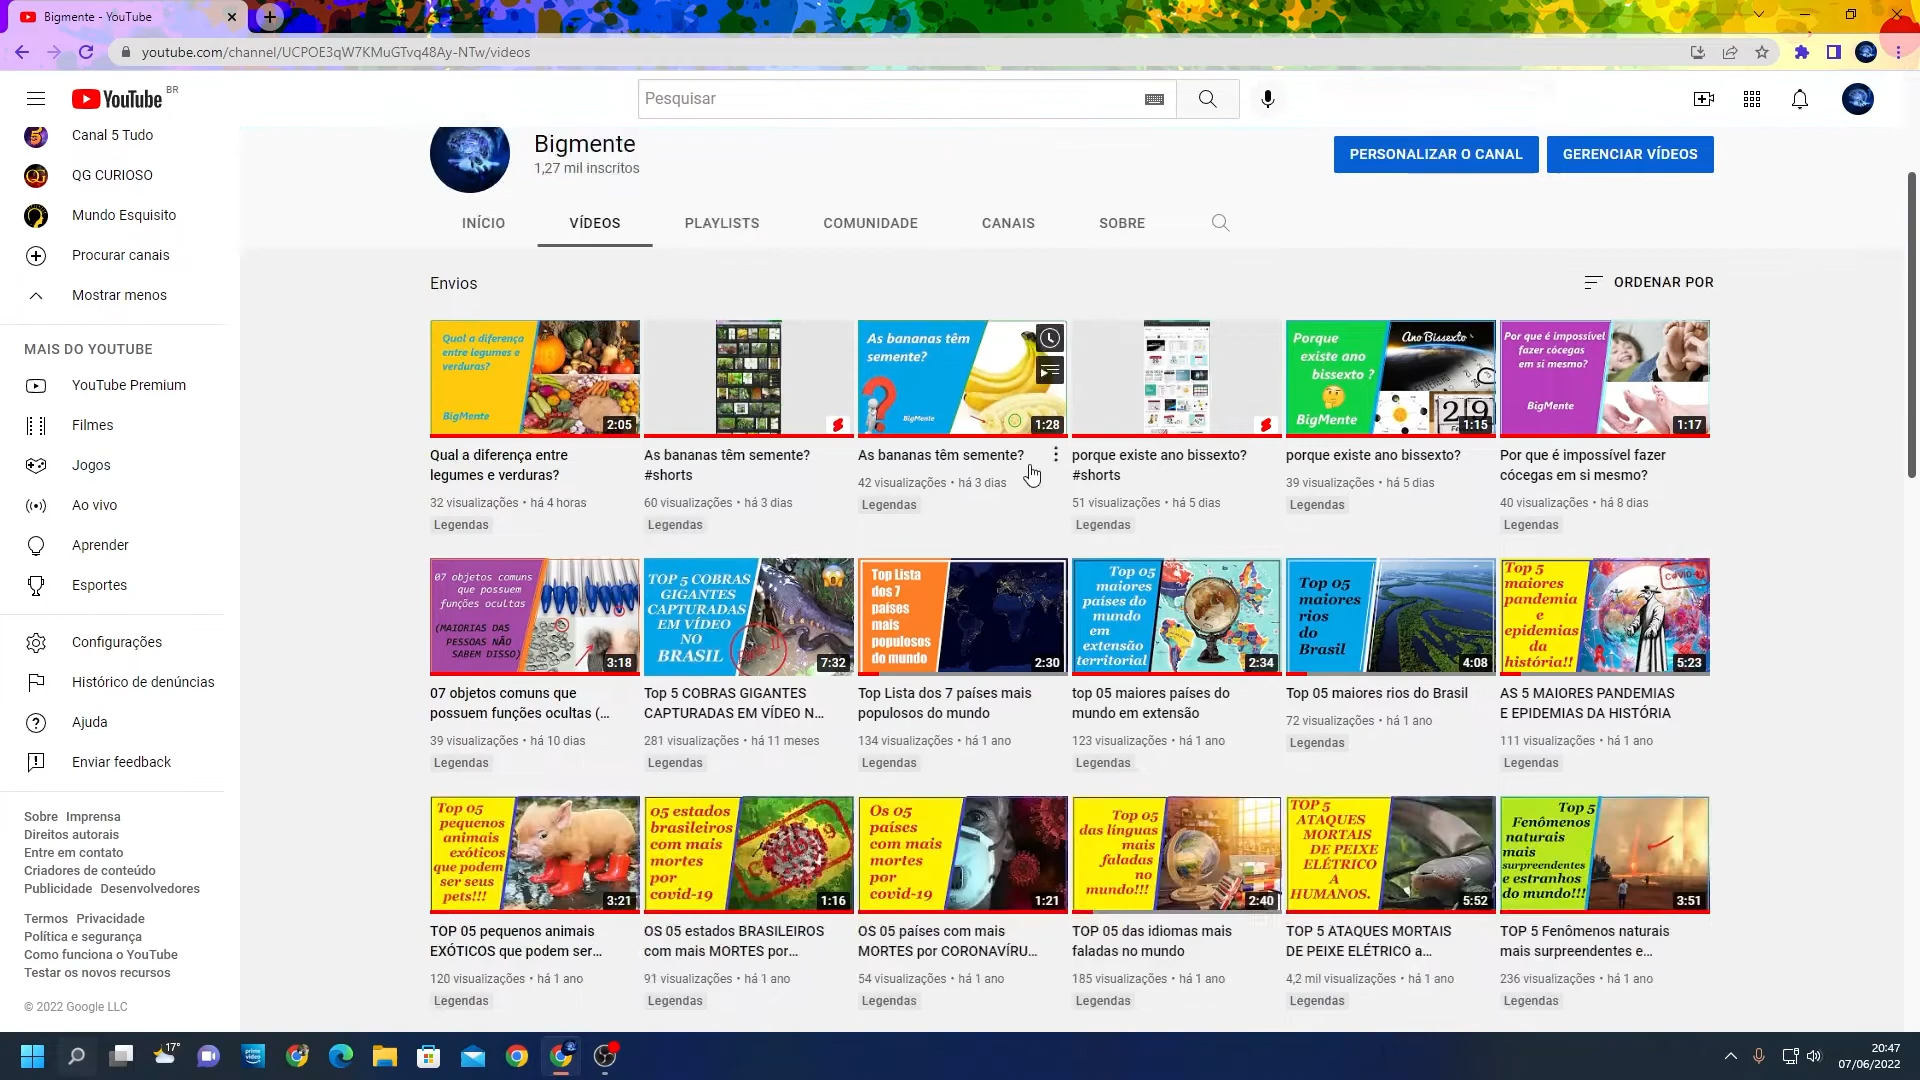 Bigmente - YouTube
youtube.com/channel/UCPOE3qW7KMuGTvq48Ay-NTw/videos
YouTube BR
Pesquisar
Canal 5 Tudo
QG CURIOSO
Mundo Esquisito
Procurar canais
Mostrar menos
MAIS DO YOUTUBE
YouTube Premium
Filmes
Jogos
Ao vivo
Aprender
Esportes
Configurações
Histórico de denúncias
Ajuda
Enviar feedback
Sobre Imprensa
Direitos autorais
Entre em contato
Criadores de conteúdo
Publicidade Desenvolvedores
Termos Privacidade
Política e segurança
Como funciona o YouTube
Testar os novos recursos
© 2022 Google LLC
Bigmente
1,27 mil inscritos
PERSONALIZAR O CANAL
GERENCIAR VÍDEOS
INÍCIO VÍDEOS PLAYLISTS COMUNIDADE CANAIS SOBRE
Envios
ORDENAR POR
Qual a diferença
entre legumes e
verduras?
BigMente
2:05
Qual a diferença entre
legumes e verduras?
32 visualizações • há 4 horas
Legendas
As bananas têm semente?
#shorts
60 visualizações • há 3 dias
Legendas
As bananas têm
semente?
BigMente
1:28
As bananas têm semente?
42 visualizações • há 3 dias
Legendas
porque existe ano bissexto?
#shorts
51 visualizações • há 5 dias
Legendas
Porque
existe ano
bissexto ?
BigMente
Ano Bissexto
29
1:15
porque existe ano bissexto?
39 visualizações • há 5 dias
Legendas
Por que é impossível
fazer cócegas
em si mesmo?
BigMente
1:17
Por que é impossível fazer
cócegas em si mesmo?
40 visualizações • há 8 dias
Legendas
07 objetos comuns
que possuem
funções ocultas
(MAIORIAS DAS
PESSOAS NÃO
SABEM DISSO)
3:18
07 objetos comuns que
possuem funções ocultas (...
39 visualizações • há 10 dias
Legendas
TOP 5 COBRAS
GIGANTES
CAPTURADAS
EM VÍDEO
NO
BRASIL
7:32
Top 5 COBRAS GIGANTES
CAPTURADAS EM VÍDEO N...
281 visualizações • há 11 meses
Legendas
Top Lista
dos 7
países
mais
populosos
do mundo
2:30
Top Lista dos 7 países mais
populosos do mundo
134 visualizações • há 1 ano
Legendas
Top 05
maiores
países do
mundo
em
extensão
territorial
2:34
top 05 maiores países do
mundo em extensão
123 visualizações • há 1 ano
Legendas
Top 05
maiores
rios
do
Brasil
4:08
Top 05 maiores rios do Brasil
72 visualizações • há 1 ano
Legendas
Top 5
maiores
pandemia
e
epidemias
da
história!!
COVID-19
5:23
AS 5 MAIORES PANDEMIAS
E EPIDEMIAS DA HISTÓRIA
111 visualizações • há 1 ano
Legendas
Top 05
pequenos
animais
exóticos
que podem
ser seus
pets!!!
3:21
TOP 05 pequenos animais
EXÓTICOS que podem ser...
120 visualizações • há 1 ano
Legendas
05 estados
brasileiros
com mais
mortes
por
covid-19
1:16
OS 05 estados BRASILEIROS
com mais MORTES por...
91 visualizações • há 1 ano
Legendas
Os 05
países
com mais
mortes
por
covid-19
1:21
OS 05 países com mais
MORTES por CORONAVÍRU...
54 visualizações • há 1 ano
Legendas
Top 05
das línguas
mais
faladas
no
mundo!!!
2:40
TOP 05 das idiomas mais
faladas no mundo
185 visualizações • há 1 ano
Legendas
TOP 5
ATAQUES
MORTAIS
DE PEIXE
ELÉTRICO
A
HUMANOS.
5:52
TOP 5 ATAQUES MORTAIS
DE PEIXE ELÉTRICO a...
4,2 mil visualizações • há 1 ano
Legendas
Top 5
Fenômenos
naturais
mais
surpreendentes
e estranhos
do mundo!!!
3:51
TOP 5 Fenômenos naturais
mais surpreendentes e...
236 visualizações • há 1 ano
Legendas
17°
prime video
20:47
07/06/2022